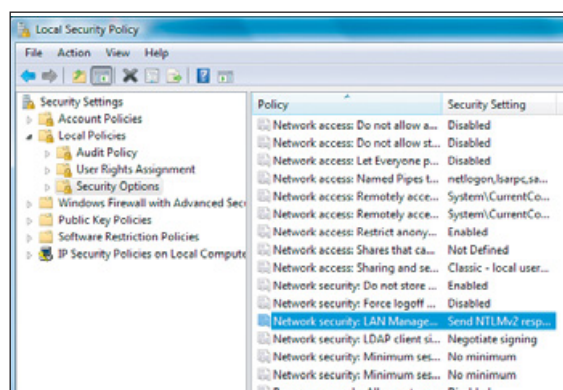 Local Security Policy
File Action View Help
Security Settings
Account Policies
Local Policies
Audit Policy
User Rights Assignment
Security Options
Windows Firewall with Advanced Secu
Public Key Policies
Software Restriction Policies
IP Security Policies on Local Compute
Policy Security Setting
Network access: Do not allow a... Disabled
Network access: Do not allow st... Disabled
Network access: Let Everyone p... Disabled
Network access: Named Pipes t... netlogon,lsarpc,sa...
Network access: Remotely acce... System\CurrentCo...
Network access: Remotely acce... System\CurrentCo...
Network access: Restrict anony... Enabled
Network access: Shares that ca... Not Defined
Network access: Sharing and se... Classic - local user...
Network security: Do not store ... Enabled
Network security: Force logoff ... Disabled
Network security: LAN Manage... Send NTLMv2 resp...
Network security: LDAP client si... Negotiate signing
Network security: Minimum ses... No minimum
Network security: Minimum ses... No minimum